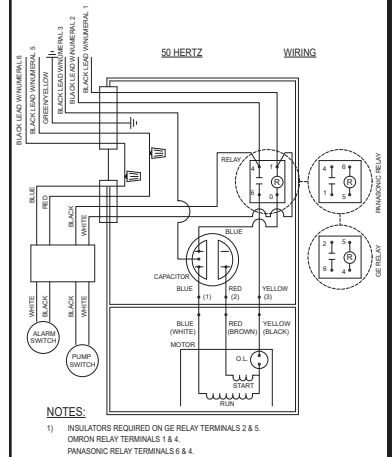 50 HERTZ WIRING
BLACK LEAD W/NUMERAL 6
BLACK LEAD W/NUMERAL 5
GREEN/YELLOW
BLACK LEAD W/NUMERAL 3
BLACK LEAD W/NUMERAL 2
BLACK LEAD W/NUMERAL 1
RELAY
4 1
R
6 0
4 6
R
1 5
PANASONIC RELAY
2 5
R
6 4
GE RELAY
BLUE
RED
BLACK
WHITE
BLUE
CAPACITOR
BLUE RED YELLOW
(1) (2) (3)
WHITE
BLACK
BLACK
WHITE
ALARM
SWITCH
PUMP
SWITCH
BLUE RED YELLOW
(WHITE) (BROWN) (BLACK)
MOTOR
O.L.
START
RUN
NOTES:
1) INSULATORS REQUIRED ON GE RELAY TERMINALS 2 & 5.
OMRON RELAY TERMINALS 1 & 4.
PANASONIC RELAY TERMINALS 6 & 4.